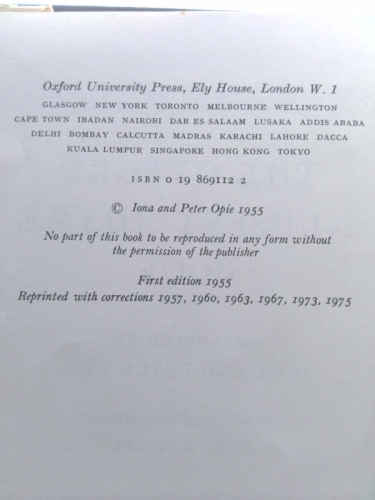 Oxford University Press, Ely House, London W. 1
GLASGOW NEW YORK TORONTO MELBOURNE WELLINGTON
CAPE TOWN IBADAN NAIROBI DAR ES SALAAM LUSAKA ADDIS ABABA
DELHI BOMBAY CALCUTTA MADRAS KARACHI LAHORE DACCA
KUALA LUMPUR SINGAPORE HONG KONG TOKYO
ISBN 0 19 869112 2
© Iona and Peter Opie 1955
No part of this book to be reproduced in any form without
the permission of the publisher
First edition 1955
Reprinted with corrections 1957, 1960, 1963, 1967, 1973, 1975